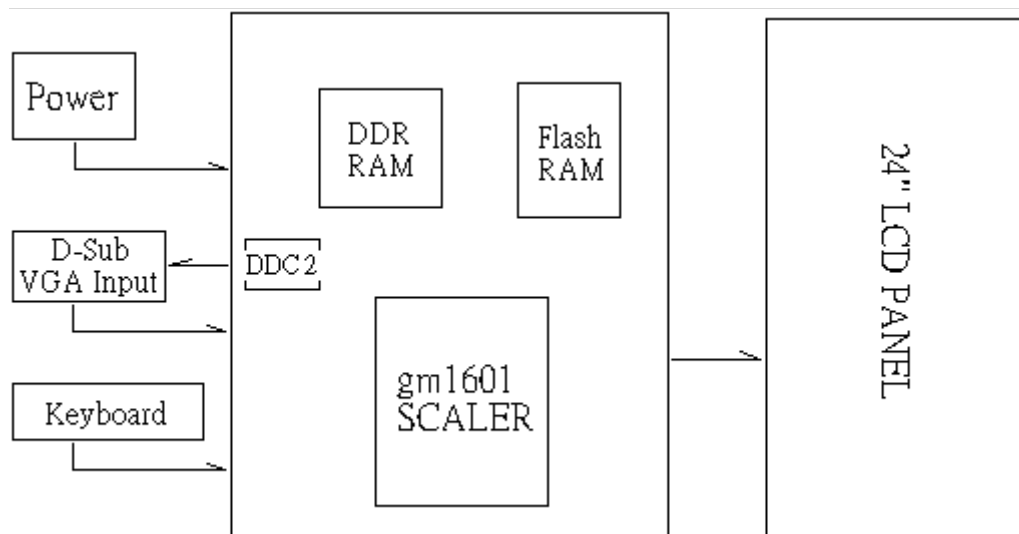 Power
DDR
RAM
Flash
RAM
D-Sub
VGA Input
DDC2
Keyboard
gm1601
SCALER
24" LCD PANEL